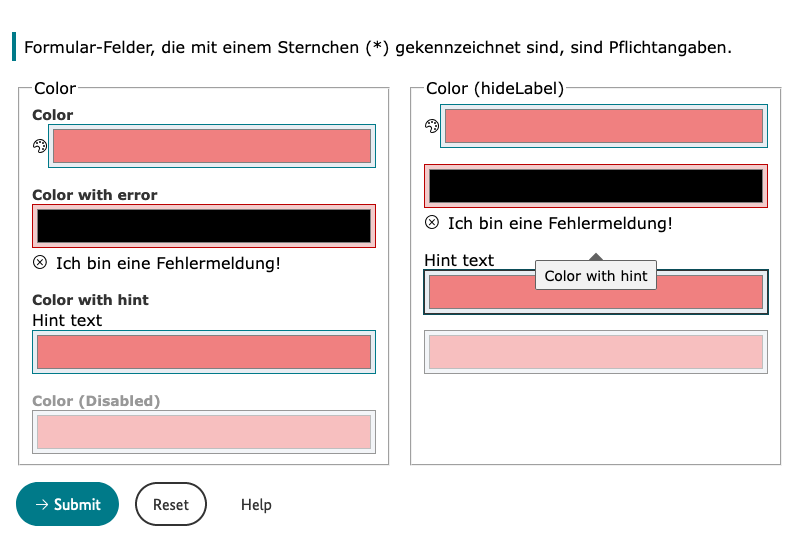 Formular-Felder, die mit einem Sternchen (*) gekennzeichnet sind, sind Pflichtangaben.
Color
Color
Color with error
Ich bin eine Fehlermeldung!
Color with hint
Hint text
Color (Disabled)
Color (hideLabel)
Ich bin eine Fehlermeldung!
Hint text
Color with hint
Submit
Reset
Help